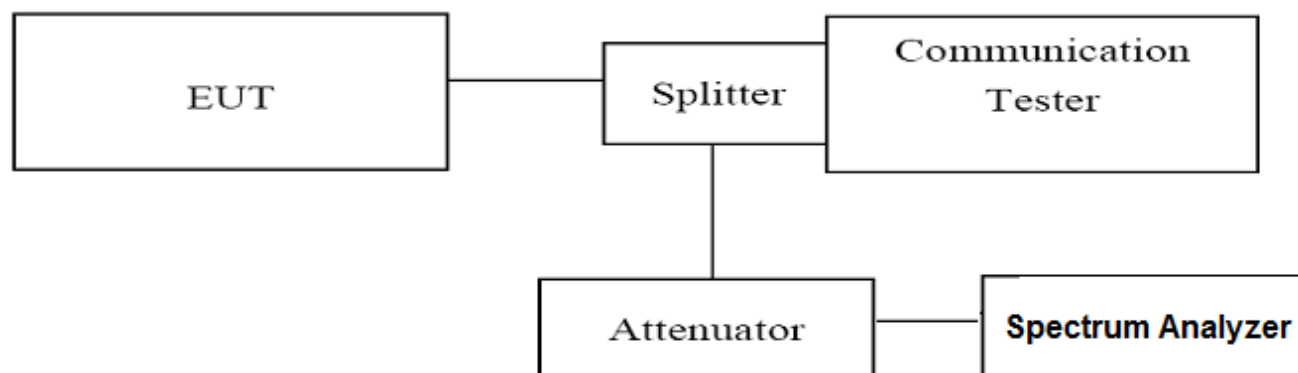 EUT
Splitter
Communication
Tester
Attenuator
Spectrum Analyzer